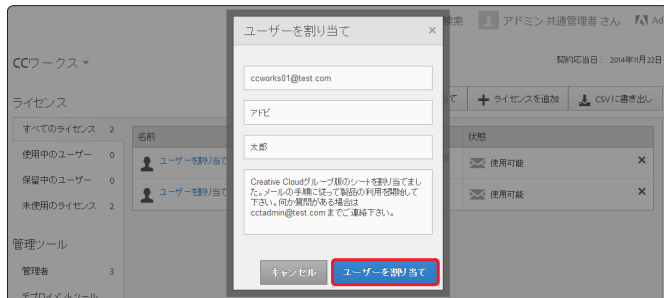 検索
アドミン 共通管理者 さん
Ad
CCワークス
契約応当日： 2014年11月22日
ライセンス
て
ライセンスを追加
CSVに書き出し
すべてのライセンス 2
使用中のユーザー 0
保留中のユーザー 0
未使用のライセンス 2
名前
状態
ユーザーを割り当て
使用可能
ユーザーを割り当て
使用可能
管理ツール
管理者 3
デプロイメントツール
ユーザーを割り当て
ccworks01@test.com
アドビ
太郎
Creative Cloudグループ版のシートを割り当てまし
た。メールの手順に従って製品の利用を開始して
下さい。何か質問がある場合は
cctadmin@test.com までご連絡下さい。
キャンセル
ユーザーを割り当て